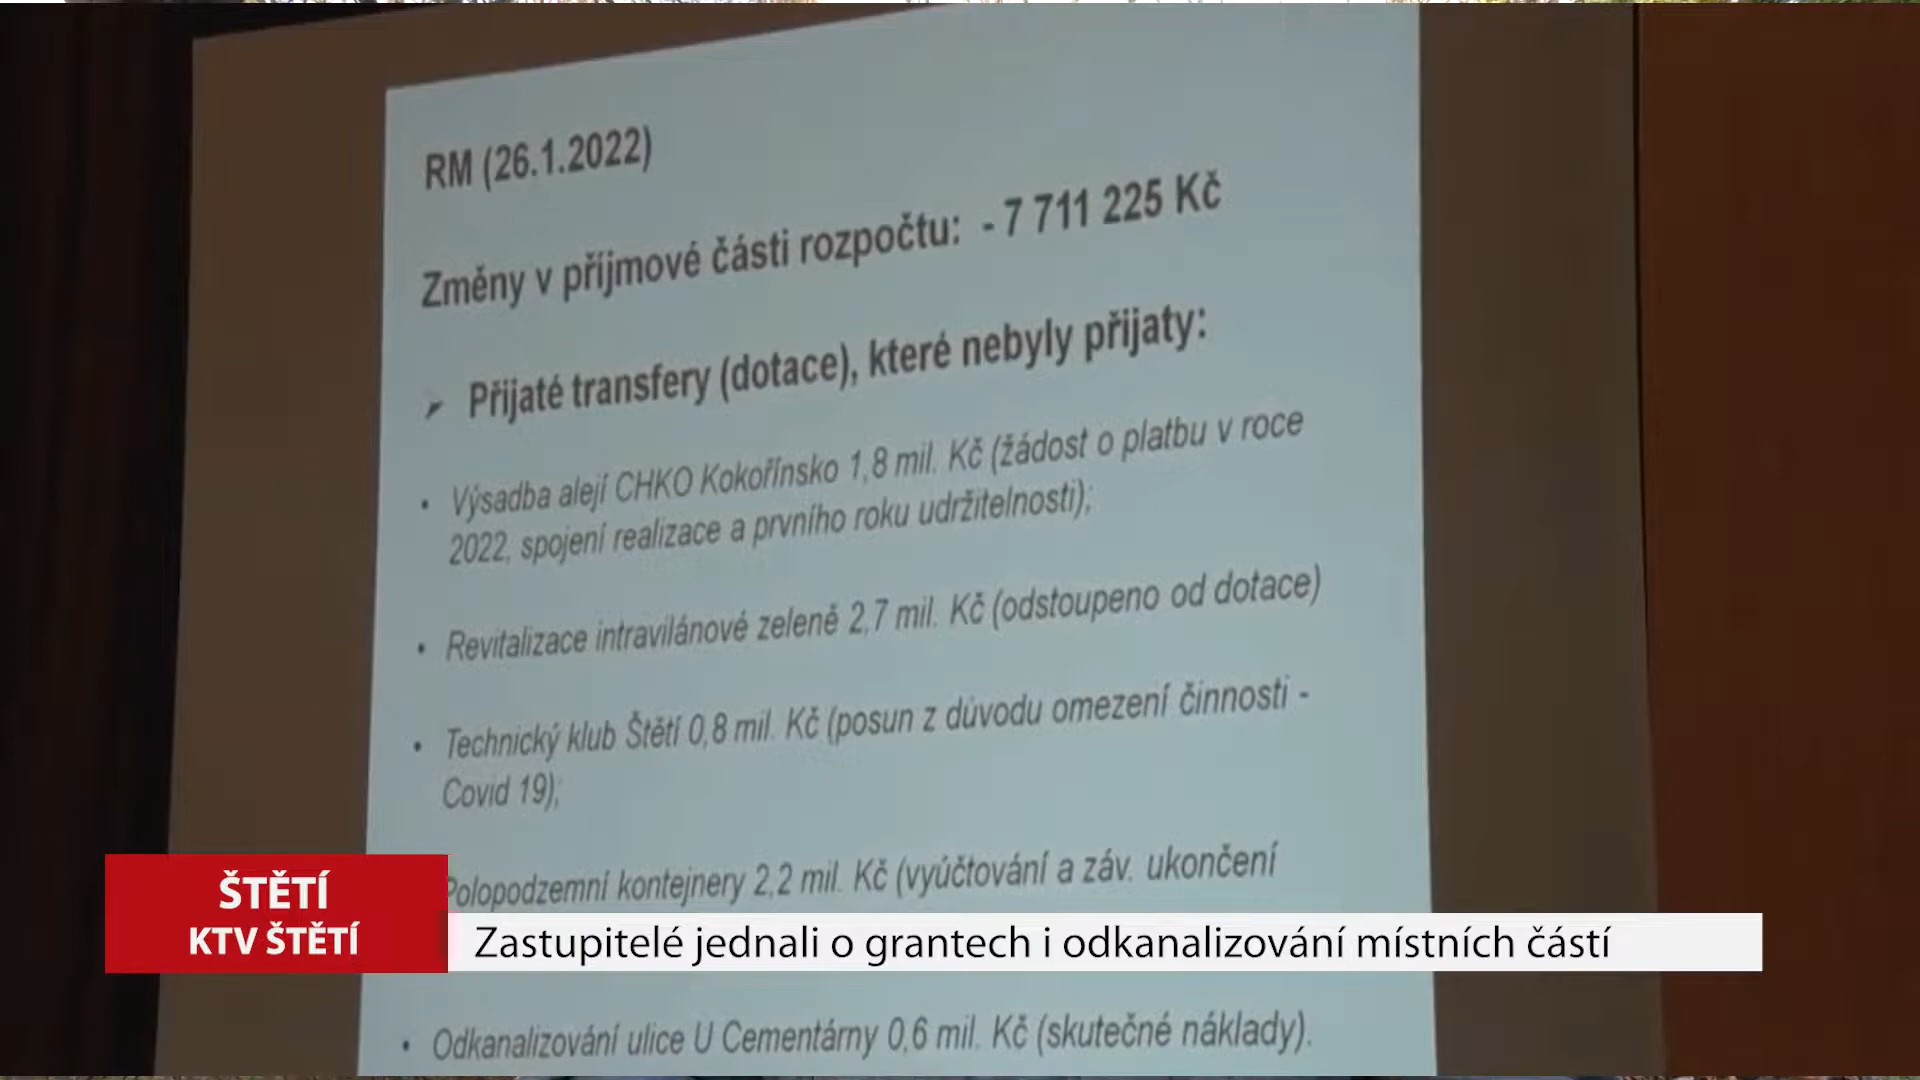 RM (26.1.2022)
Změny v příjmové části rozpočtu: - 7 711 225 Kč
➢ Přijaté transfery (dotace), které nebyly přijaty:
• Výsadba alejí CHKO Kokořínsko 1,8 mil. Kč (žádost o platbu v roce
2022, spojení realizace a prvního roku udržitelnosti);
• Revitalizace intravilánové zeleně 2,7 mil. Kč (odstoupeno od dotace)
• Technický klub Štětí 0,8 mil. Kč (posun z důvodu omezení činnosti -
Covid 19);
Polopodzemní kontejnery 2,2 mil. Kč (vyúčtování a záv. ukončení
• Odkanalizování ulice U Cementárny 0,6 mil. Kč (skutečné náklady).
ŠTĚTÍ
KTV ŠTĚTÍ
Zastupitelé jednali o grantech i odkanalizování místních částí